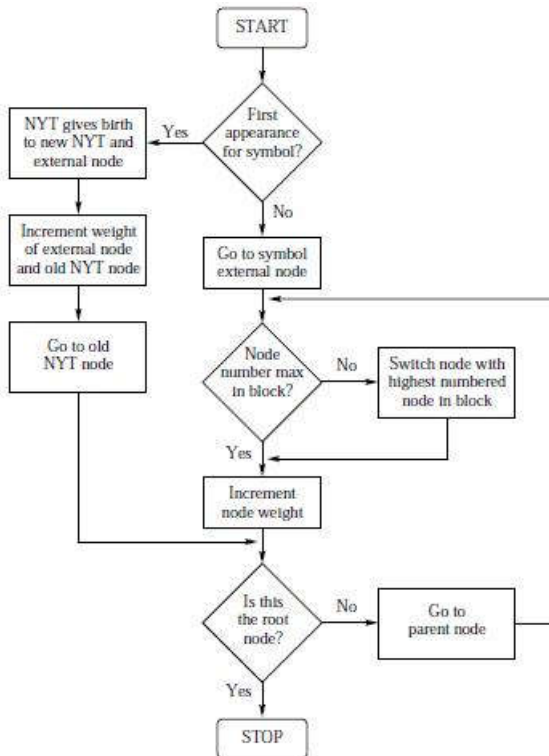 START
First
appearance
for symbol?
Yes
NYT gives birth
to new NYT and
external node
No
Increment weight
of external node
and old NYT node
Go to symbol
external node
Go to old
NYT node
Node
number max
in block?
No
Switch node with
highest numbered
node in block
Yes
Increment
node weight
Is this
the root
node?
No
Go to
parent node
Yes
STOP